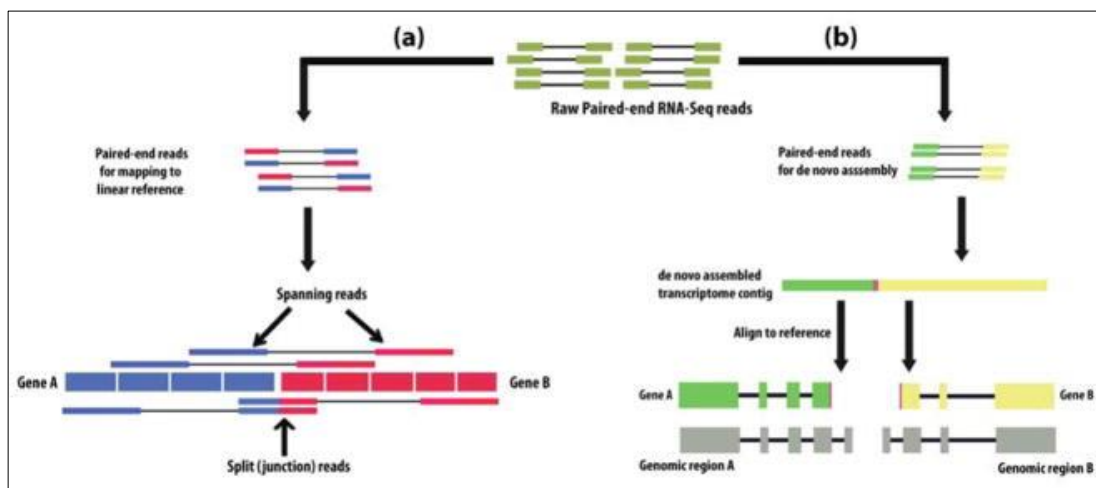 (a)
(b)
Raw Paired-end RNA-Seq reads
Paired-end reads
for mapping to
linear reference
Paired-end reads
for de novo asssembly
Spanning reads
de novo assembled
transcriptome contig
Align to reference
Gene A
Gene B
Gene A
Gene B
Split (junction) reads
Genomic region A
Genomic region B